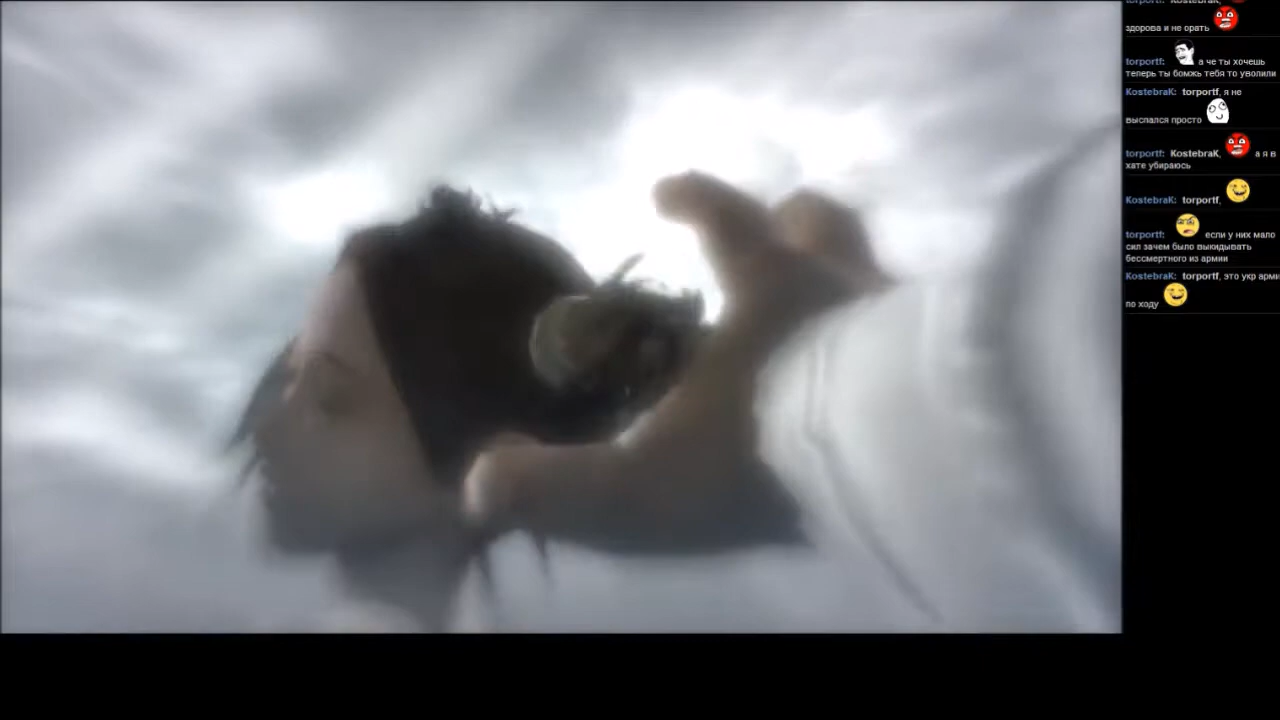 torportf: KostebraK,
здорова и не орать
torportf: а че ты хочешь
теперь ты бомжь тебя то уволили
KostebraK: torportf, я не
выспался просто
torportf: KostebraK, а я в
хате убираюсь
KostebraK: torportf,
torportf: если у них мало
сил зачем было выкидывать
бессмертного из армии
KostebraK: torportf, это укр арми
по ходу